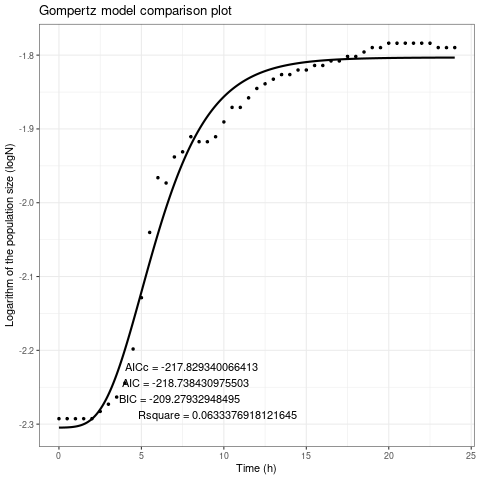 Gompertz model comparison plot
Logarithm of the population size (logN)
-1.8
-1.9
-2.0
-2.1
-2.2
-2.3
AICc = -217.829340066413
AIC = -218.738430975503
BIC = -209.27932948495
Rsquare = 0.0633376918121645
0 5 10 15 20 25
Time (h)